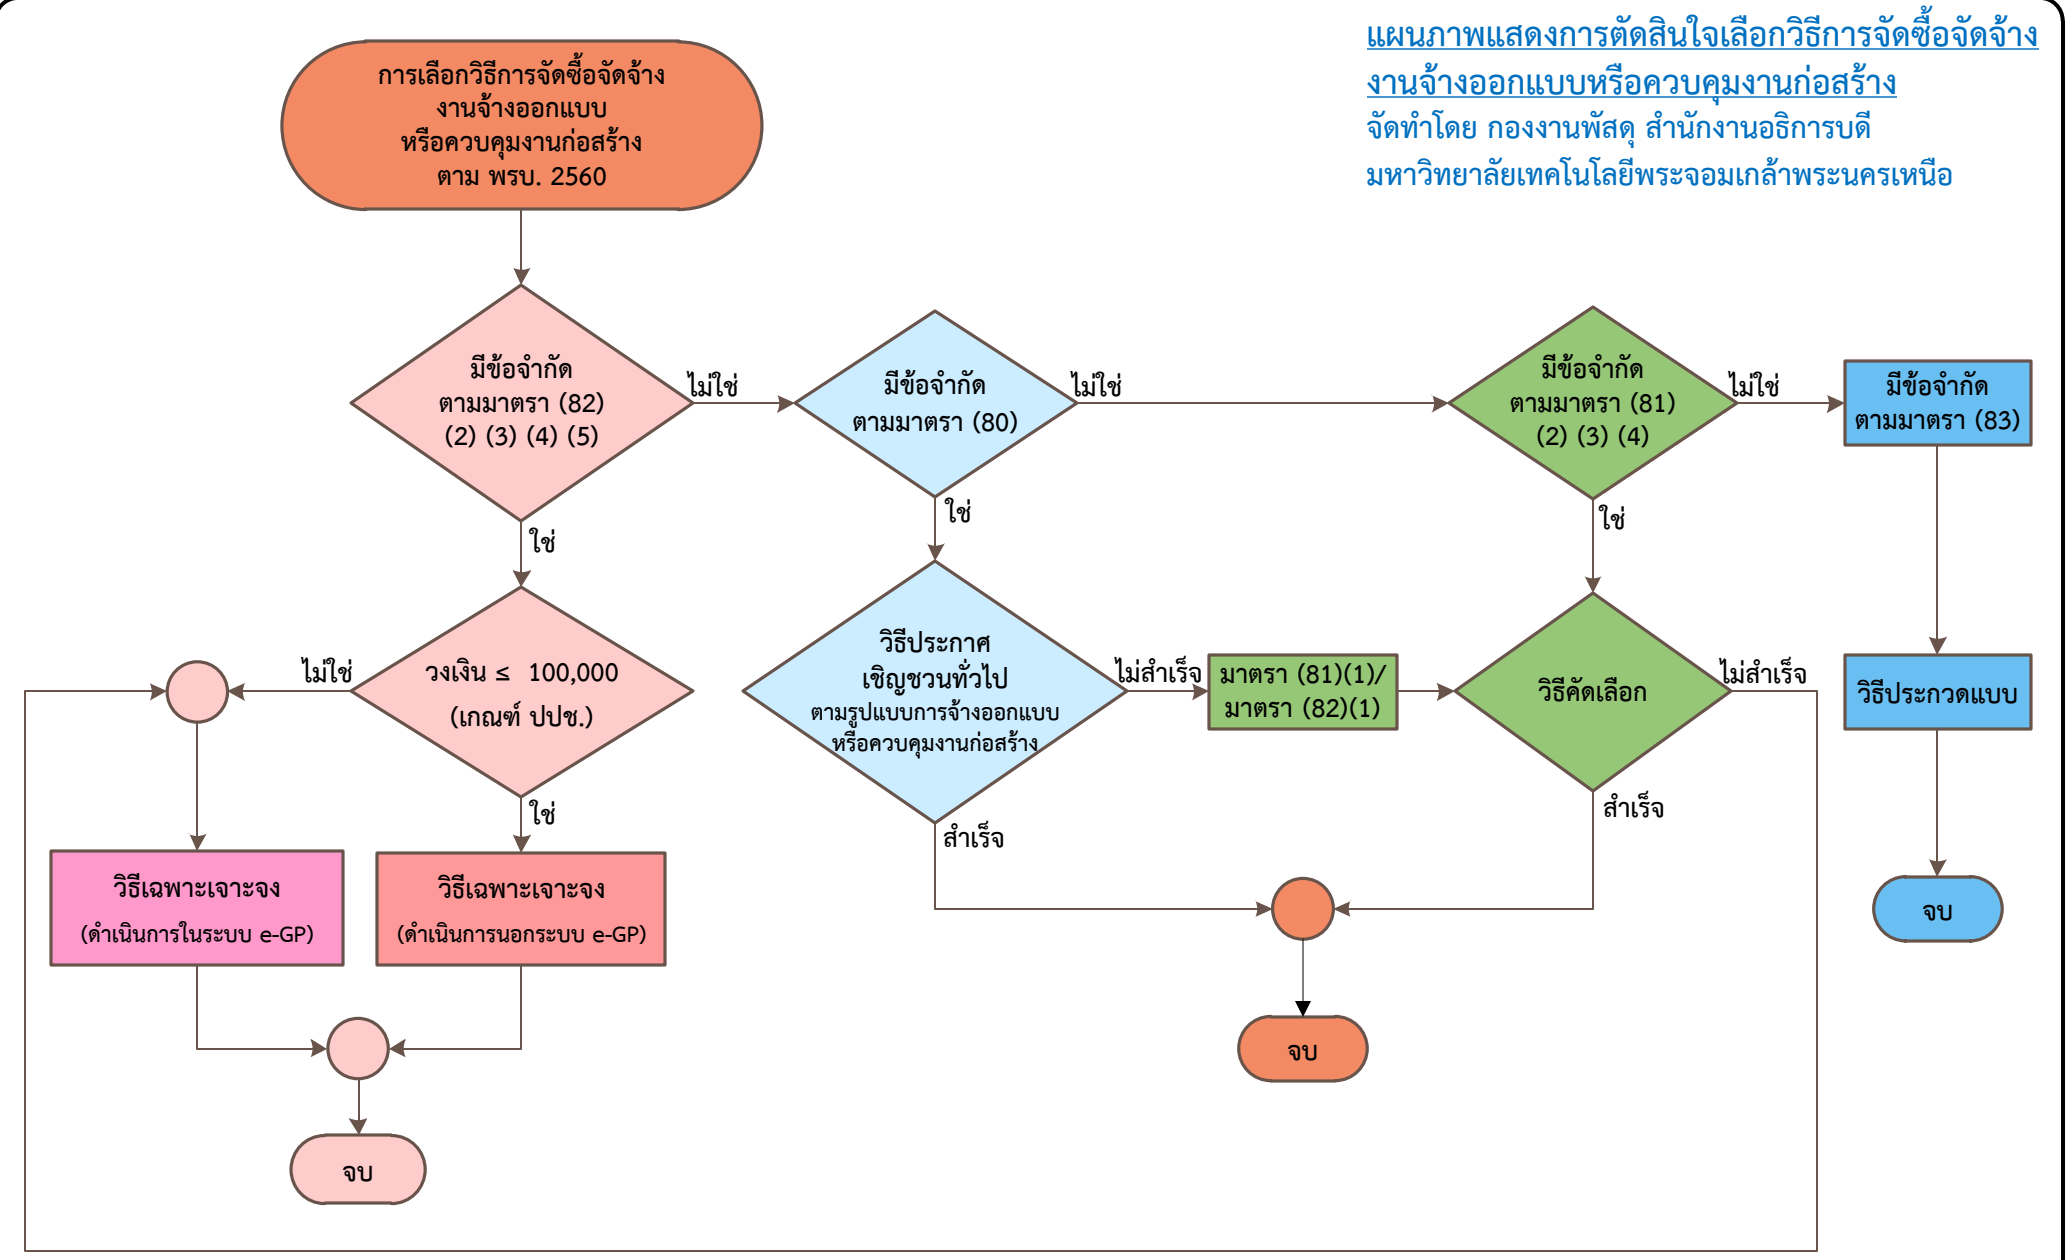 แผนภาพแสดงการตัดสินใจเลือกวิธีการจัดซื้อจัดจ้าง
งานจ้างออกแบบหรือควบคุมงานก่อสร้าง
จัดทำโดย กองงานพัสดุ สำนักงานอธิการบดี
มหาวิทยาลัยเทคโนโลยีพระจอมเกล้าพระนครเหนือ
การเลือกวิธีการจัดซื้อจัดจ้าง
งานจ้างออกแบบ
หรือควบคุมงานก่อสร้าง
ตาม พรบ. 2560
มีข้อจำกัด
ตามมาตรา (82)
(2) (3) (4) (5)
ไม่ใช่
มีข้อจำกัด
ตามมาตรา (80)
ไม่ใช่
มีข้อจำกัด
ตามมาตรา (81)
(2) (3) (4)
ไม่ใช่
มีข้อจำกัด
ตามมาตรา (83)
ใช่
ใช่
ใช่
ไม่ใช่
วงเงิน ≤ 100,000
(เกณฑ์ ปปช.)
วิธีประกาศ
เชิญชวนทั่วไป
ตามรูปแบบการจ้างออกแบบ
หรือควบคุมงานก่อสร้าง
ไม่สำเร็จ
มาตรา (81)(1)/
มาตรา (82)(1)
วิธีคัดเลือก
ไม่สำเร็จ
วิธีประกวดแบบ
ใช่
สำเร็จ
สำเร็จ
วิธีเฉพาะเจาะจง
(ดำเนินการในระบบ e-GP)
วิธีเฉพาะเจาะจง
(ดำเนินการนอกระบบ e-GP)
จบ
จบ
จบ